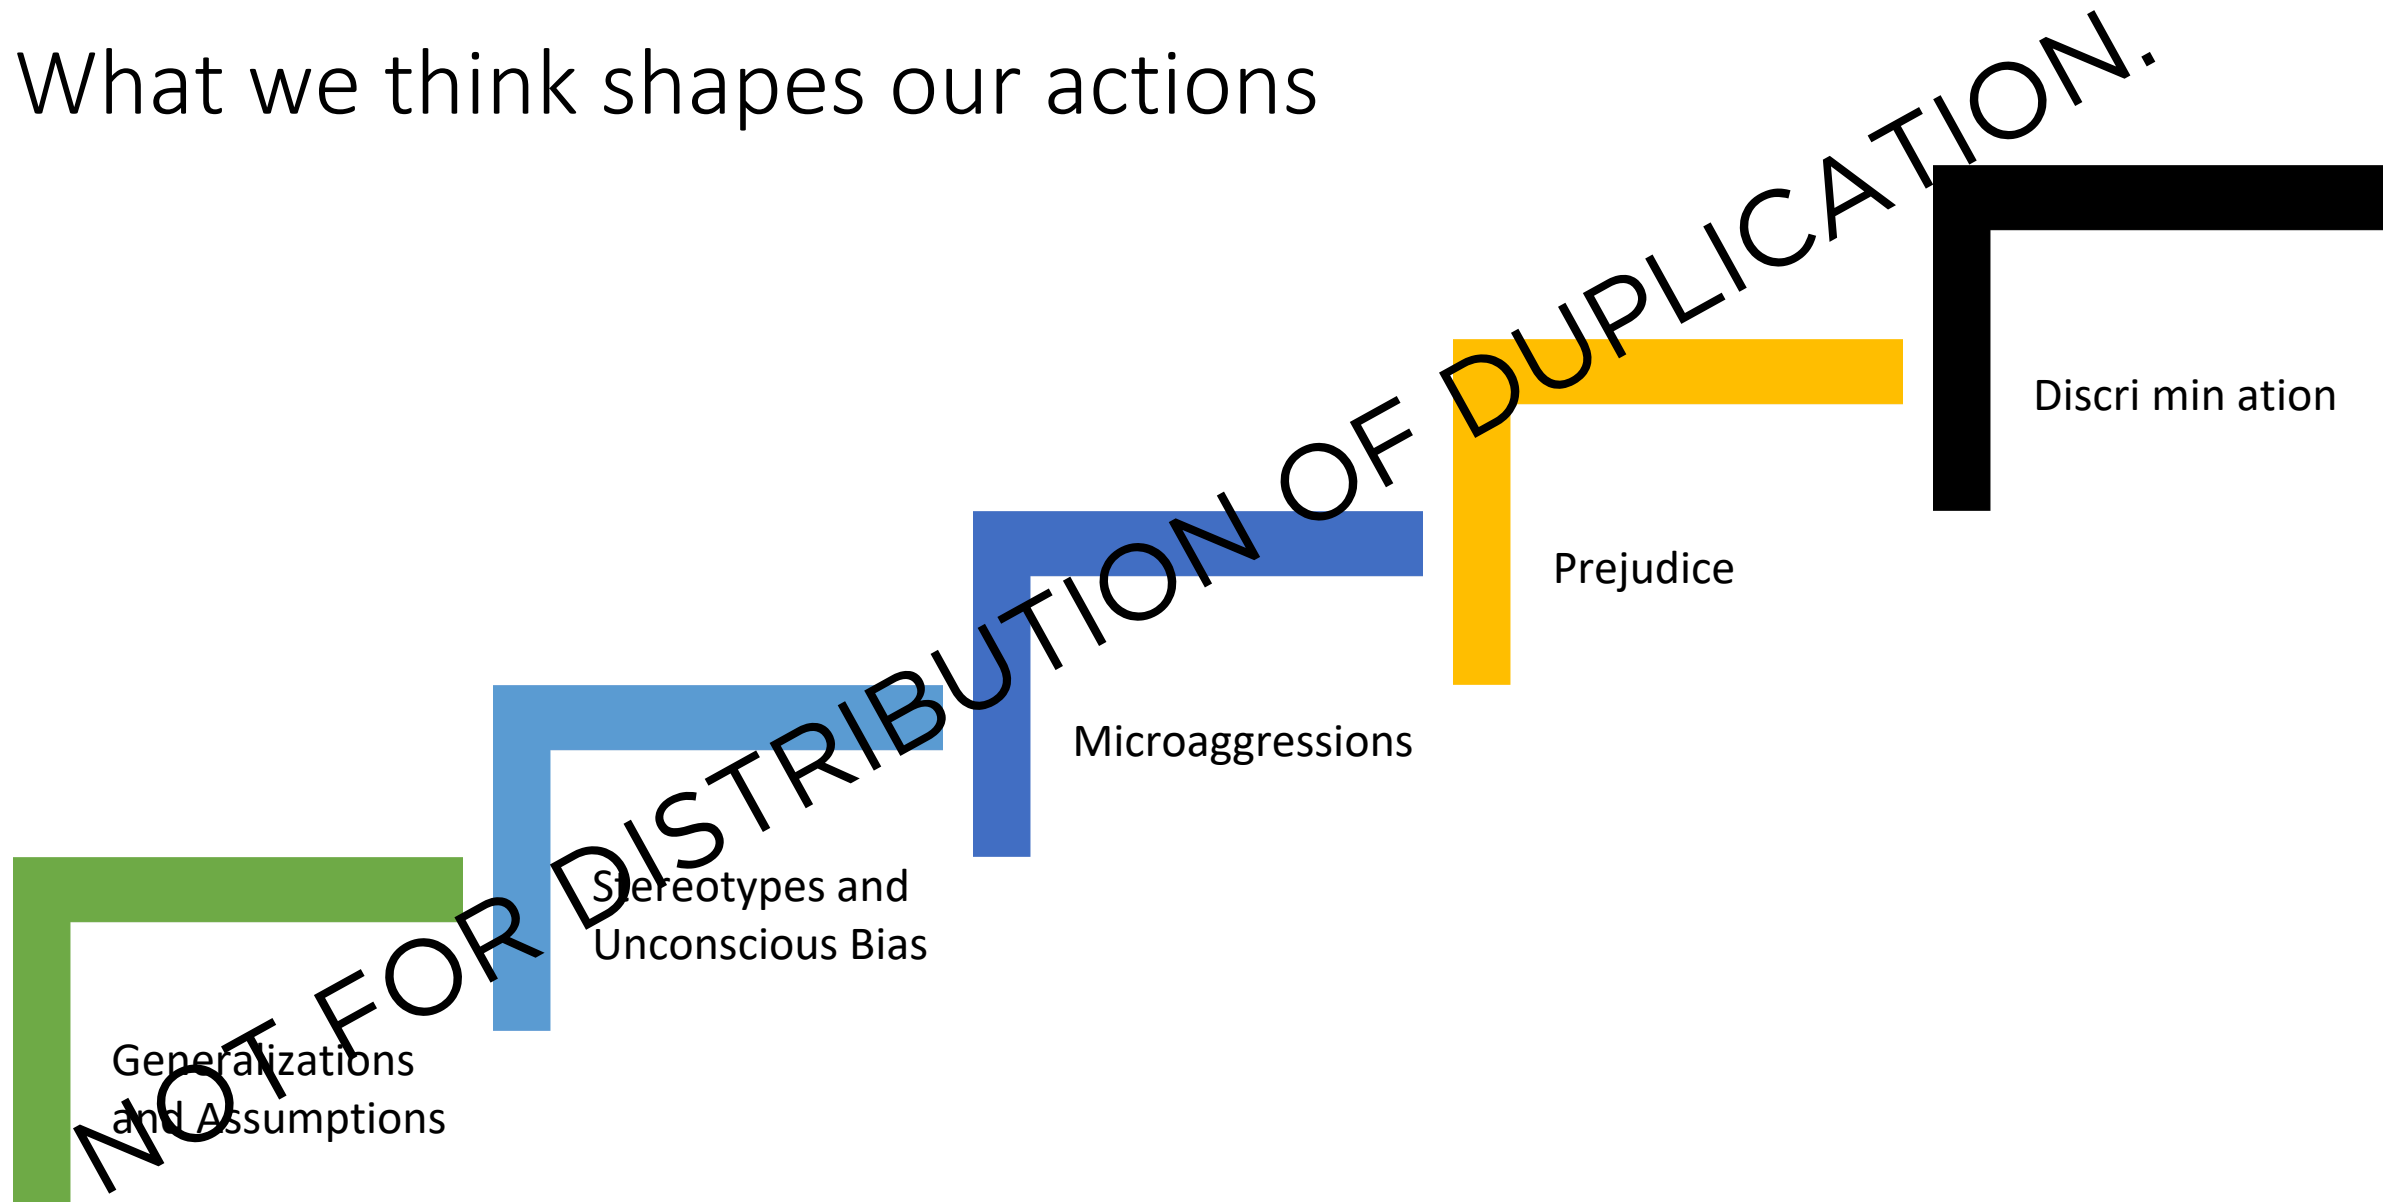 What we think shapes our actions
Discri min ation
Prejudice
Microaggressions
Stereotypes and
Unconscious Bias
Generalizations
and Assumptions
NOT FOR DISTRIBUTION OF DUPLICATION.